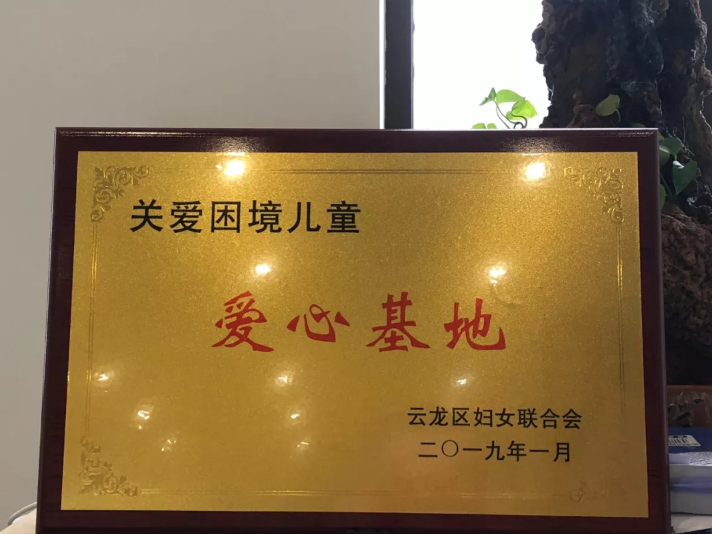 关爱困境儿童
爱心基地
云龙区妇女联合会
二〇一九年一月